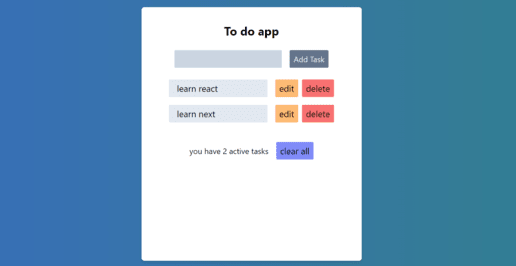 To do app
Add Task
learn react edit delete
learn next edit delete
you have 2 active tasks clear all